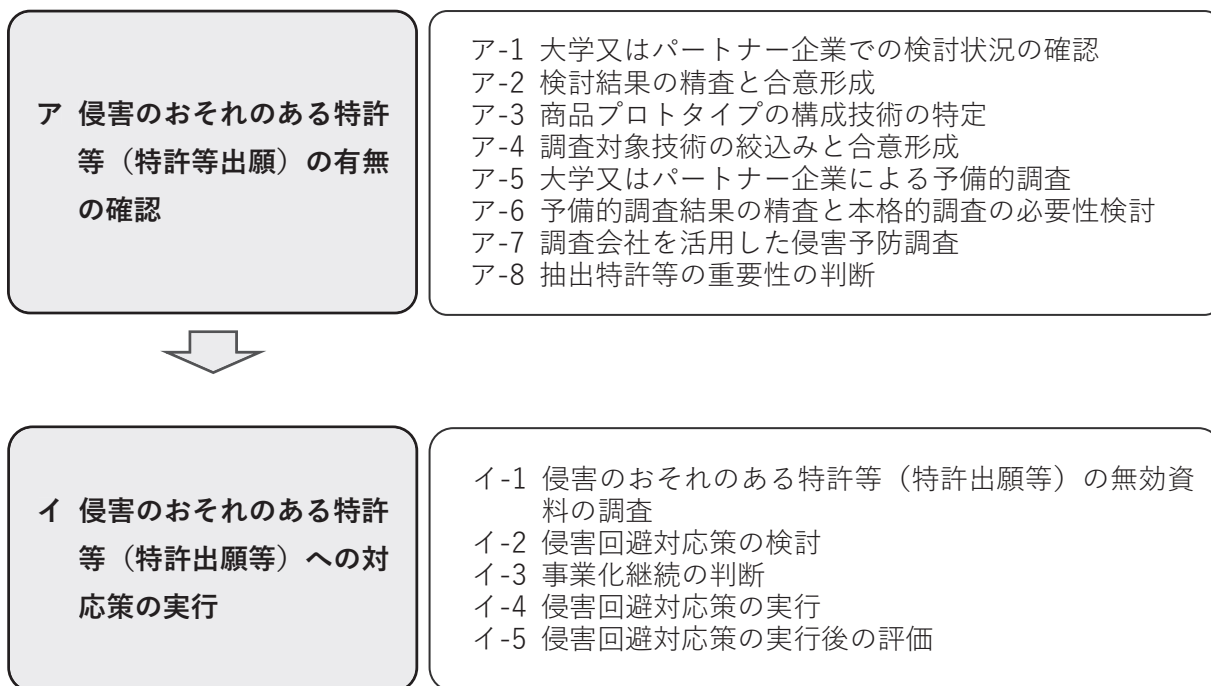 ア 侵害のおそれのある特許
等（特許等出願）の有無
の確認
ア-1 大学又はパートナー企業での検討状況の確認
ア-2 検討結果の精査と合意形成
ア-3 商品プロトタイプの構成技術の特定
ア-4 調査対象技術の絞込みと合意形成
ア-5 大学又はパートナー企業による予備的調査
ア-6 予備的調査結果の精査と本格的調査の必要性検討
ア-7 調査会社を活用した侵害予防調査
ア-8 抽出特許等の重要性の判断
イ 侵害のおそれのある特許
等（特許出願等）への対
応策の実行
イ-1 侵害のおそれのある特許等（特許出願等）の無効資
料の調査
イ-2 侵害回避対応策の検討
イ-3 事業化継続の判断
イ-4 侵害回避対応策の実行
イ-5 侵害回避対応策の実行後の評価